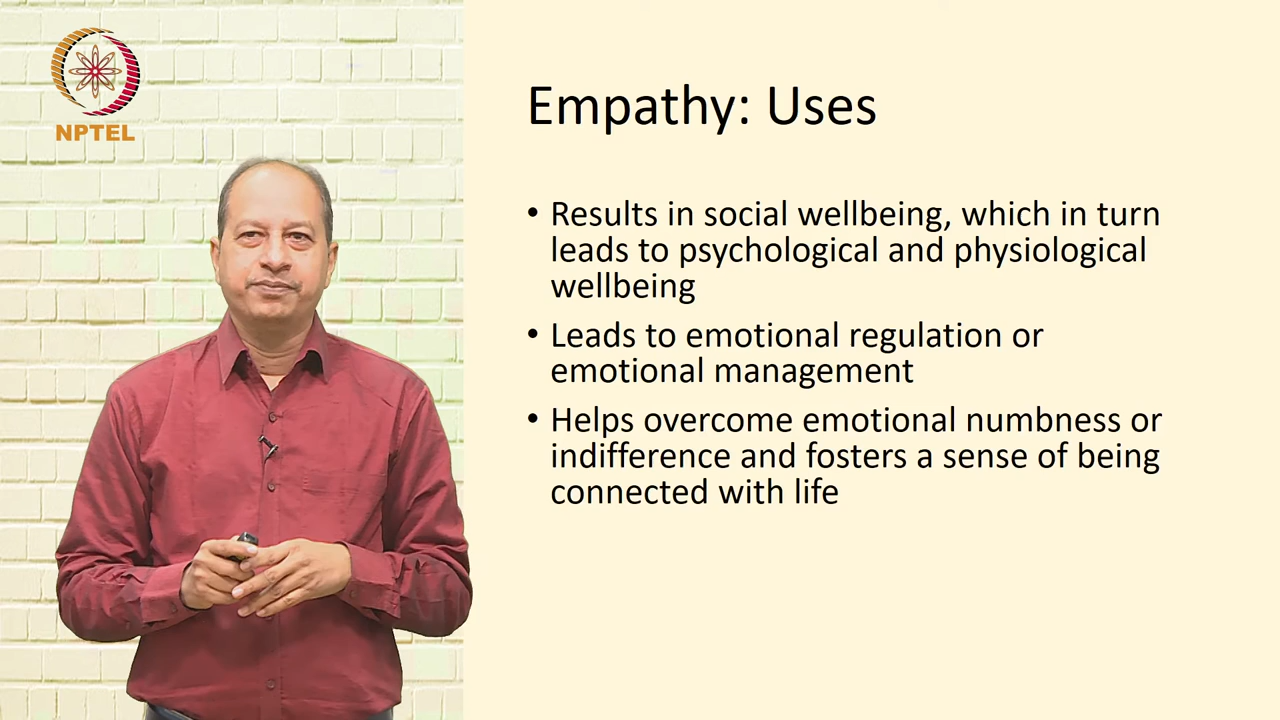 NPTEL
Empathy: Uses
• Results in social wellbeing, which in turn
leads to psychological and physiological
wellbeing
• Leads to emotional regulation or
emotional management
• Helps overcome emotional numbness or
indifference and fosters a sense of being
connected with life